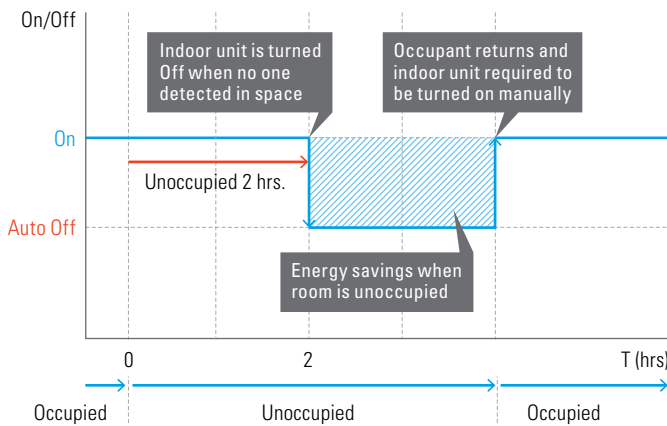 On/Off
Indoor unit is turned
Off when no one
detected in space
Occupant returns and
indoor unit required to
be turned on manually
On
Unoccupied 2 hrs.
Auto Off
Energy savings when
room is unoccupied
0
2
T (hrs)
Occupied
Unoccupied
Occupied